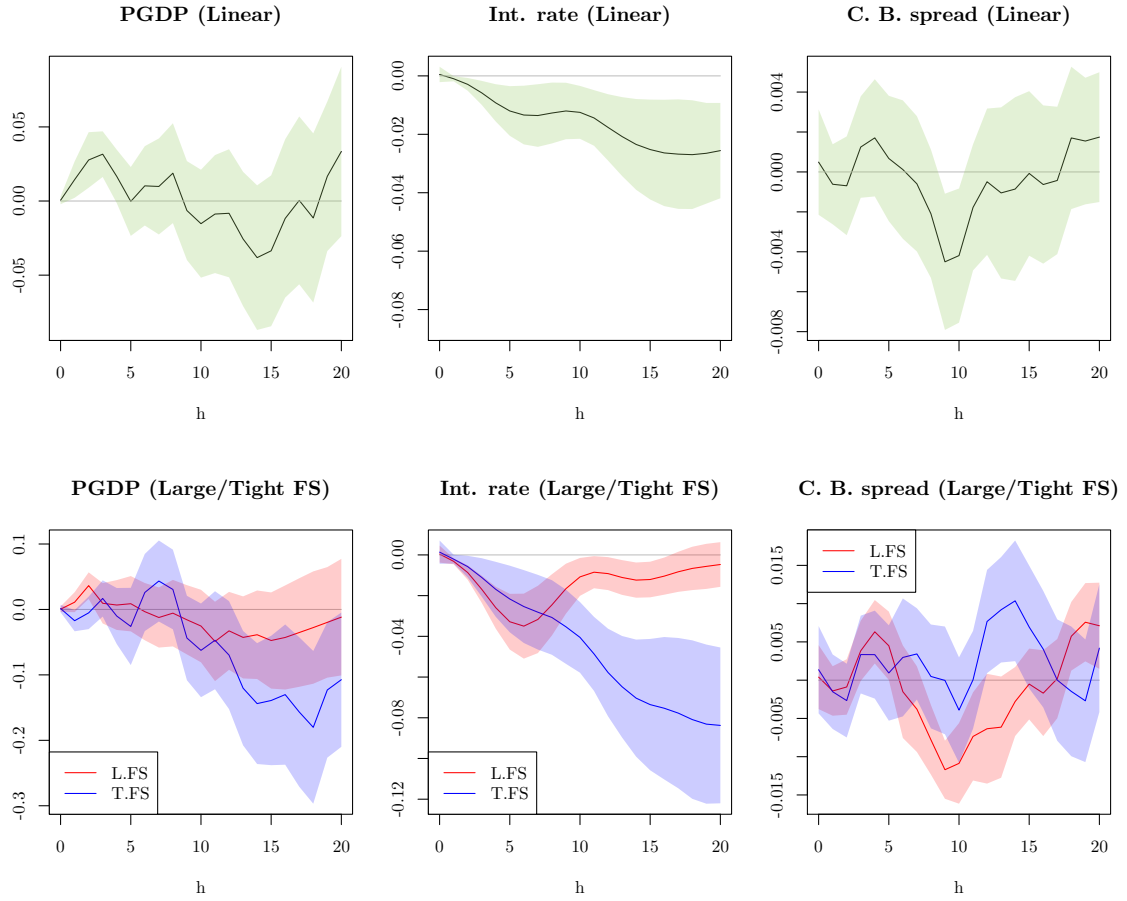 PGDP (Linear)
Int. rate (Linear)
C. B. spread (Linear)
0.05
0.00
-0.05
0 5 10 15 20
h
0.00
-0.02
-0.04
-0.06
-0.08
0 5 10 15 20
h
0.004
0.000
-0.004
-0.008
0 5 10 15 20
h
PGDP (Large/Tight FS)
Int. rate (Large/Tight FS)
C. B. spread (Large/Tight FS)
0.1
0.0
-0.1
-0.2
-0.3
L.FS
T.FS
0 5 10 15 20
h
0.00
-0.04
-0.08
-0.12
L.FS
T.FS
0 5 10 15 20
h
0.015
0.005
-0.005
-0.015
L.FS
T.FS
0 5 10 15 20
h